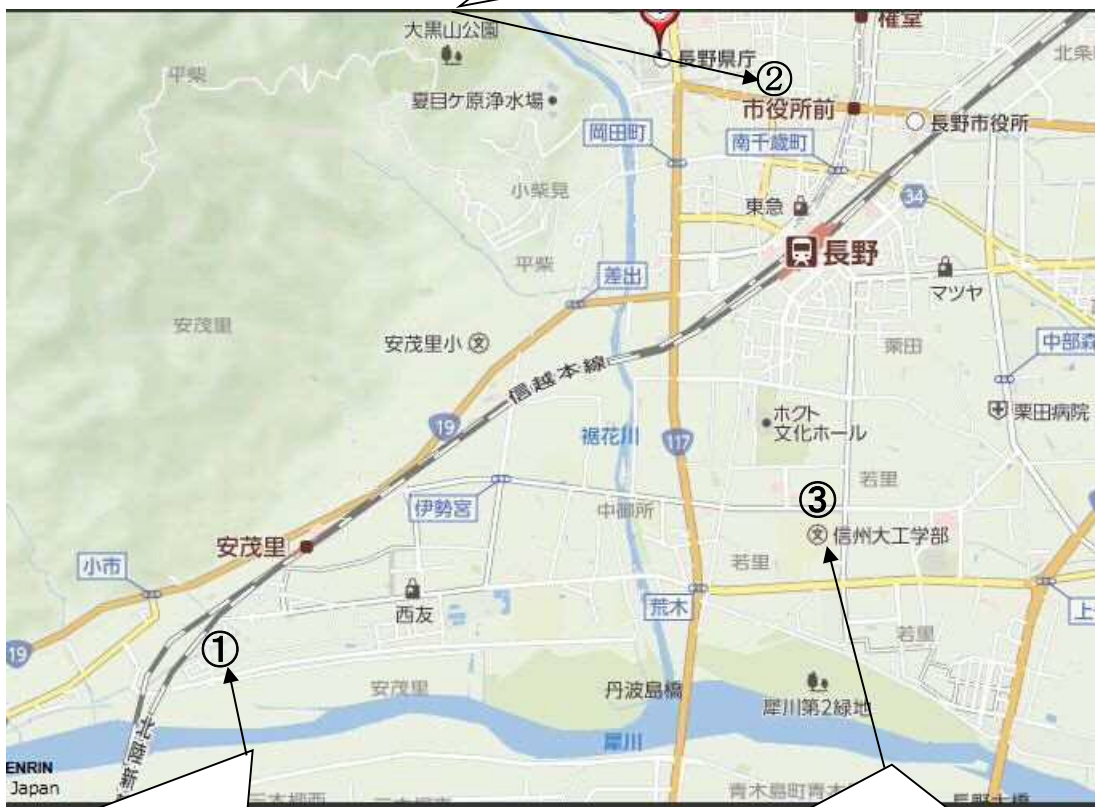 大黒山公園
権堂
平柴
長野県庁
北条
②
夏目ケ原浄水場
市役所前
長野市役所
岡田町
南千歳町
小柴見
東急
34
長野
平柴
差出
マツヤ
安茂里
安茂里小
文
栗田
中部森
信越本線
19
ホクト
文化ホール
栗田病院
裾花川
117
若里
伊勢宮
中御所
③
安茂里
文
信州大工学部
小市
若里
西友
荒木
上
19
①
若里
安茂里
丹波島橋
犀川第2緑地
犀川
ENRIN
Japan
青木島町青木